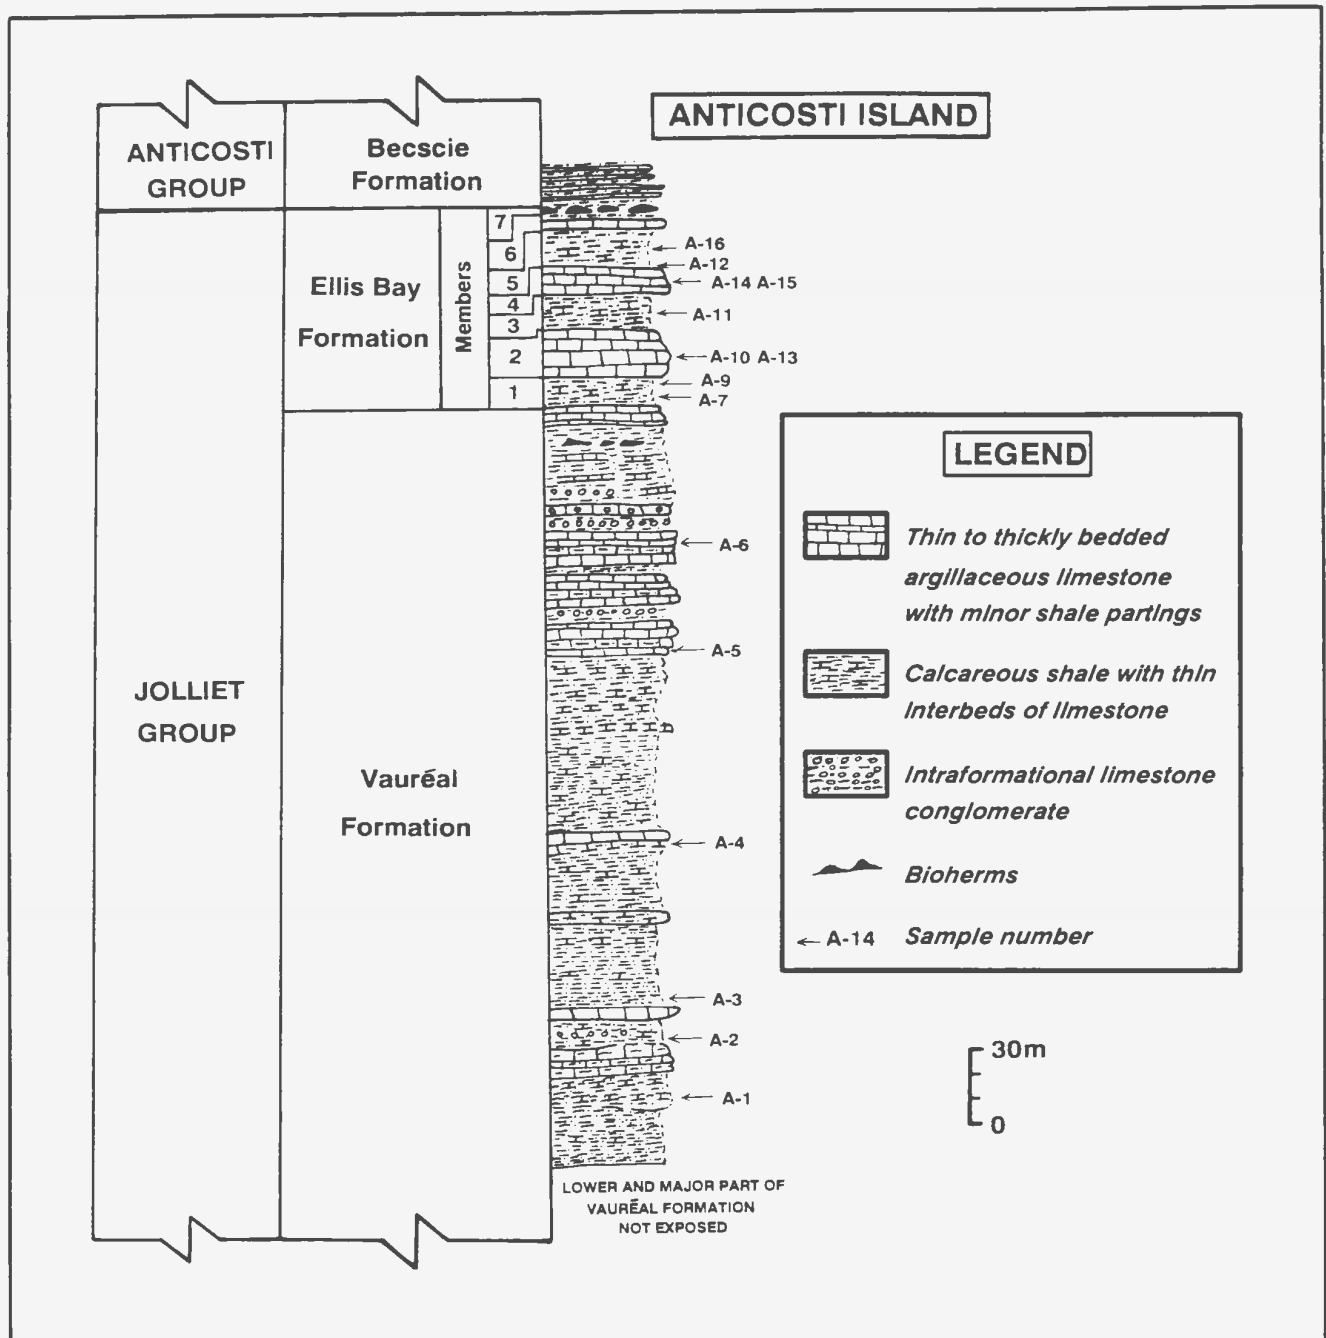 ANTICOSTI ISLAND
ANTICOSTI
GROUP
Becscie
Formation
JOLLIET
GROUP
Ellis Bay
Formation
Members
7
6
5
4
3
2
1
Vauréal
Formation
A-16
A-12
A-14 A-15
A-11
A-10 A-13
A-9
A-7
A-6
A-5
A-4
A-3
A-2
A-1
LOWER AND MAJOR PART OF
VAURÉAL FORMATION
NOT EXPOSED
LEGEND
Thin to thickly bedded
argillaceous limestone
with minor shale partings
Calcareous shale with thin
Interbeds of limestone
Intraformational limestone
conglomerate
Bioherms
A-14 Sample number
30m
0